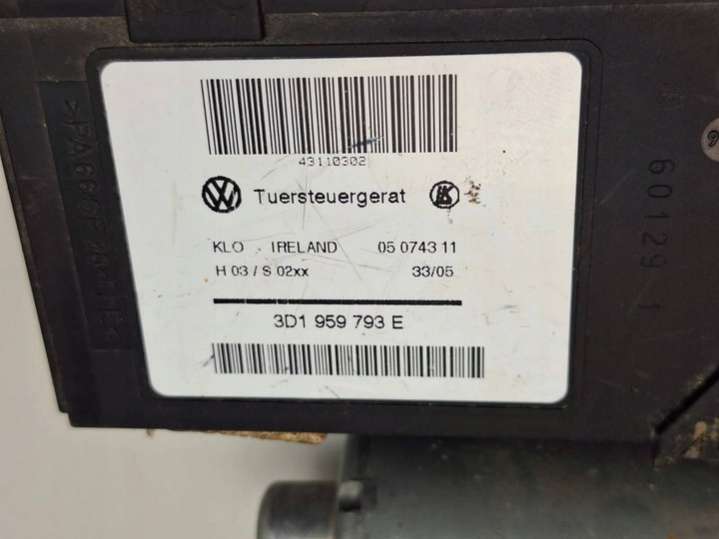 43110302
Tuersteuergerat
KLO - IRELAND 05 0743 11
H 03 / S 02xx 33/05
3D1 959 793 E
60129 1